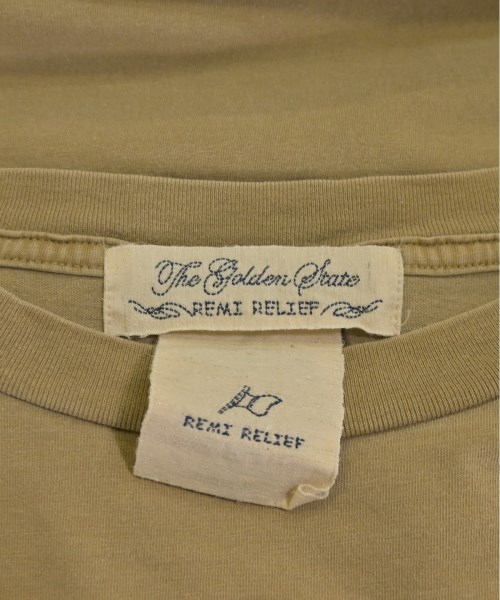 The Golden State
REMI RELIEF
REMI RELIEF